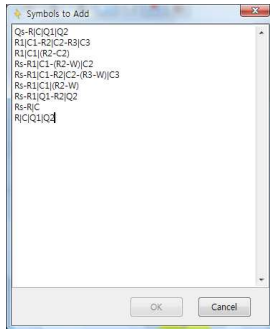 Symbols to Add
Qs-R|C|Q1|Q2
R1|C1-R2|C2-R3|C3
R1|C1|(R2-C2)
Rs-R1|C1-(R2-W)|C2
Rs-R1|C1-R2|C2-(R3-W)|C3
Rs-R1|C1|(R2-W)
Rs-R1|Q1-R2|Q2
Rs-R|C
R|C|Q1|Q2
OK
Cancel